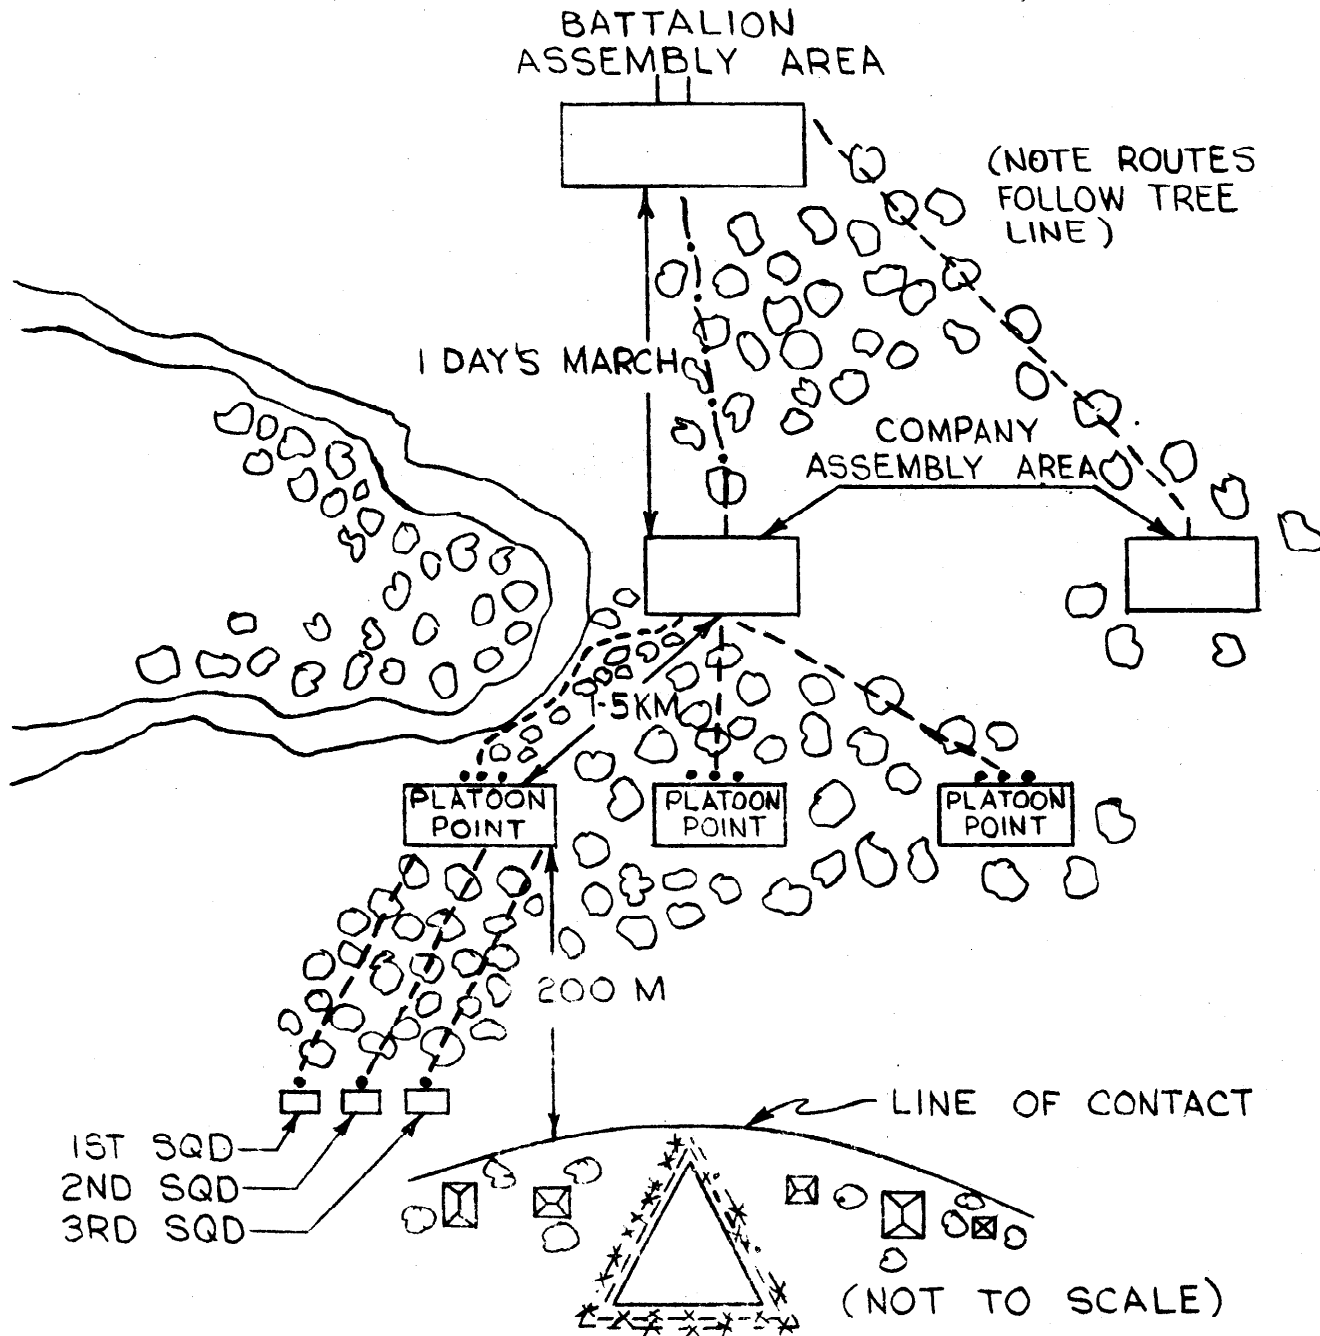 BATTALION
ASSEMBLY AREA
(NOTE ROUTES
FOLLOW TREE
LINE)
1 DAY'S MARCH
COMPANY
ASSEMBLY AREA
1-5KM
PLATOON
POINT
PLATOON
POINT
PLATOON
POINT
200 M
LINE OF CONTACT
1ST SQD
2ND SQD
3RD SQD
(NOT TO SCALE)